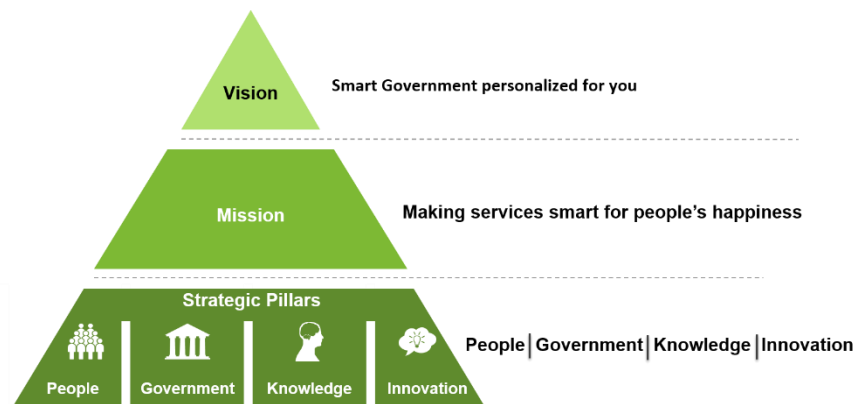 Vision
Smart Government personalized for you
Mission
Making services smart for people's happiness
Strategic Pillars
People Government Knowledge Innovation
People | Government | Knowledge | Innovation